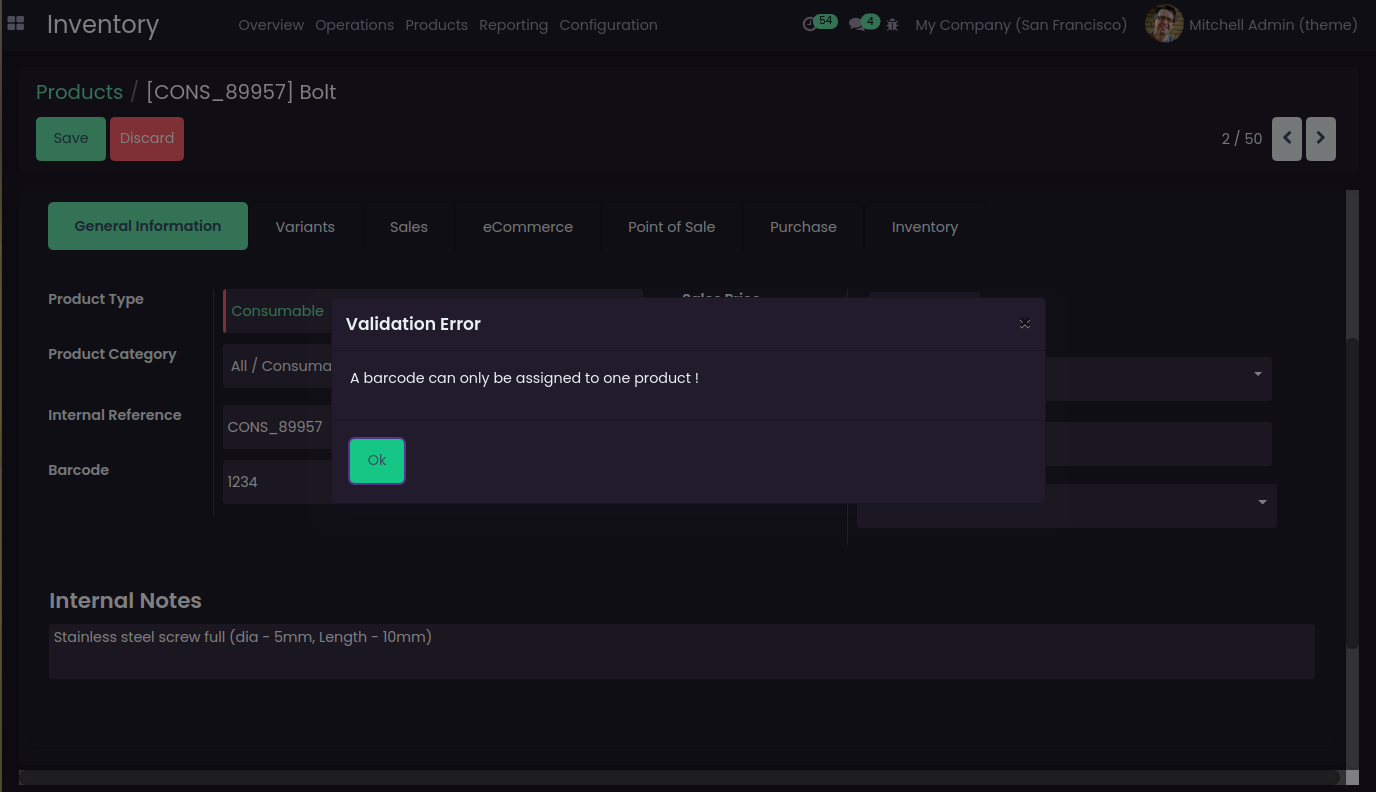 Inventory Overview Operations Products Reporting Configuration 54 4 My Company (San Francisco) Mitchell Admin (theme)
Products / [CONS_89957] Bolt
Save Discard 2 / 50
General Information Variants Sales eCommerce Point of Sale Purchase Inventory
Product Type Consumable Sales Price
Validation Error
Product Category All / Consuma
A barcode can only be assigned to one product !
Internal Reference CONS_89957
Ok
Barcode 1234
Internal Notes
Stainless steel screw full (dia - 5mm, Length - 10mm)